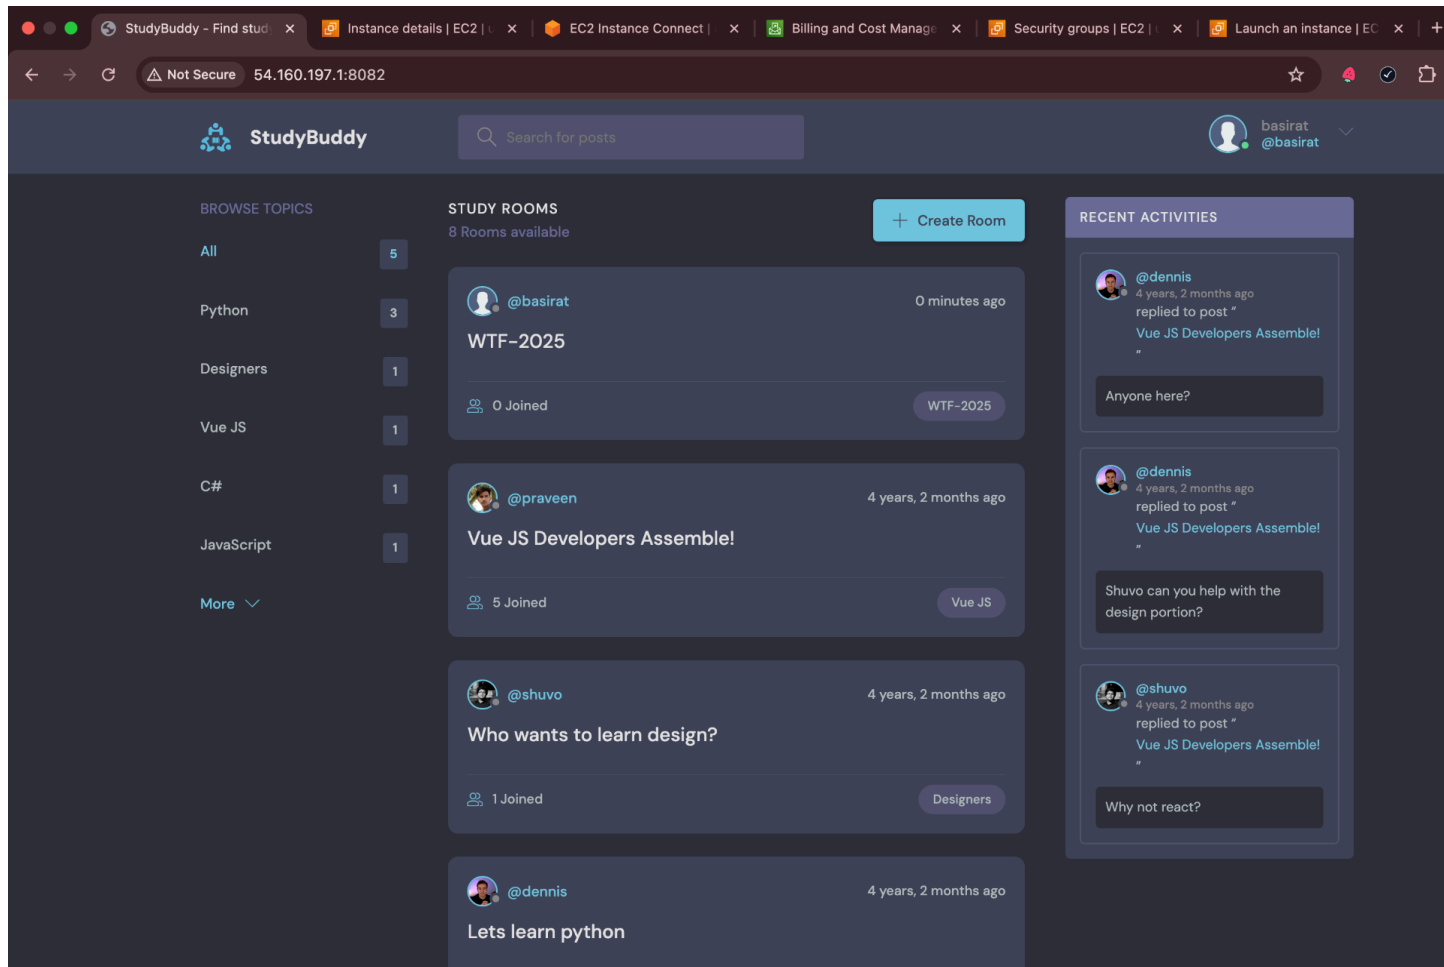 StudyBuddy - Find stud
Instance details | EC2 | u
EC2 Instance Connect |
Billing and Cost Manage
Security groups | EC2 | u
Launch an instance | EC
Not Secure 54.160.197.1:8082
StudyBuddy
Search for posts
basirat
@basirat
BROWSE TOPICS
All 5
Python 3
Designers 1
Vue JS 1
C# 1
JavaScript 1
More
STUDY ROOMS
8 Rooms available
Create Room
@basirat 0 minutes ago
WTF-2025
0 Joined WTF-2025
@praveen 4 years, 2 months ago
Vue JS Developers Assemble!
5 Joined Vue JS
@shuvo 4 years, 2 months ago
Who wants to learn design?
1 Joined Designers
@dennis 4 years, 2 months ago
Lets learn python
RECENT ACTIVITIES
@dennis
4 years, 2 months ago
replied to post “
Vue JS Developers Assemble!
”
Anyone here?
@dennis
4 years, 2 months ago
replied to post “
Vue JS Developers Assemble!
”
Shuvo can you help with the
design portion?
@shuvo
4 years, 2 months ago
replied to post “
Vue JS Developers Assemble!
”
Why not react?